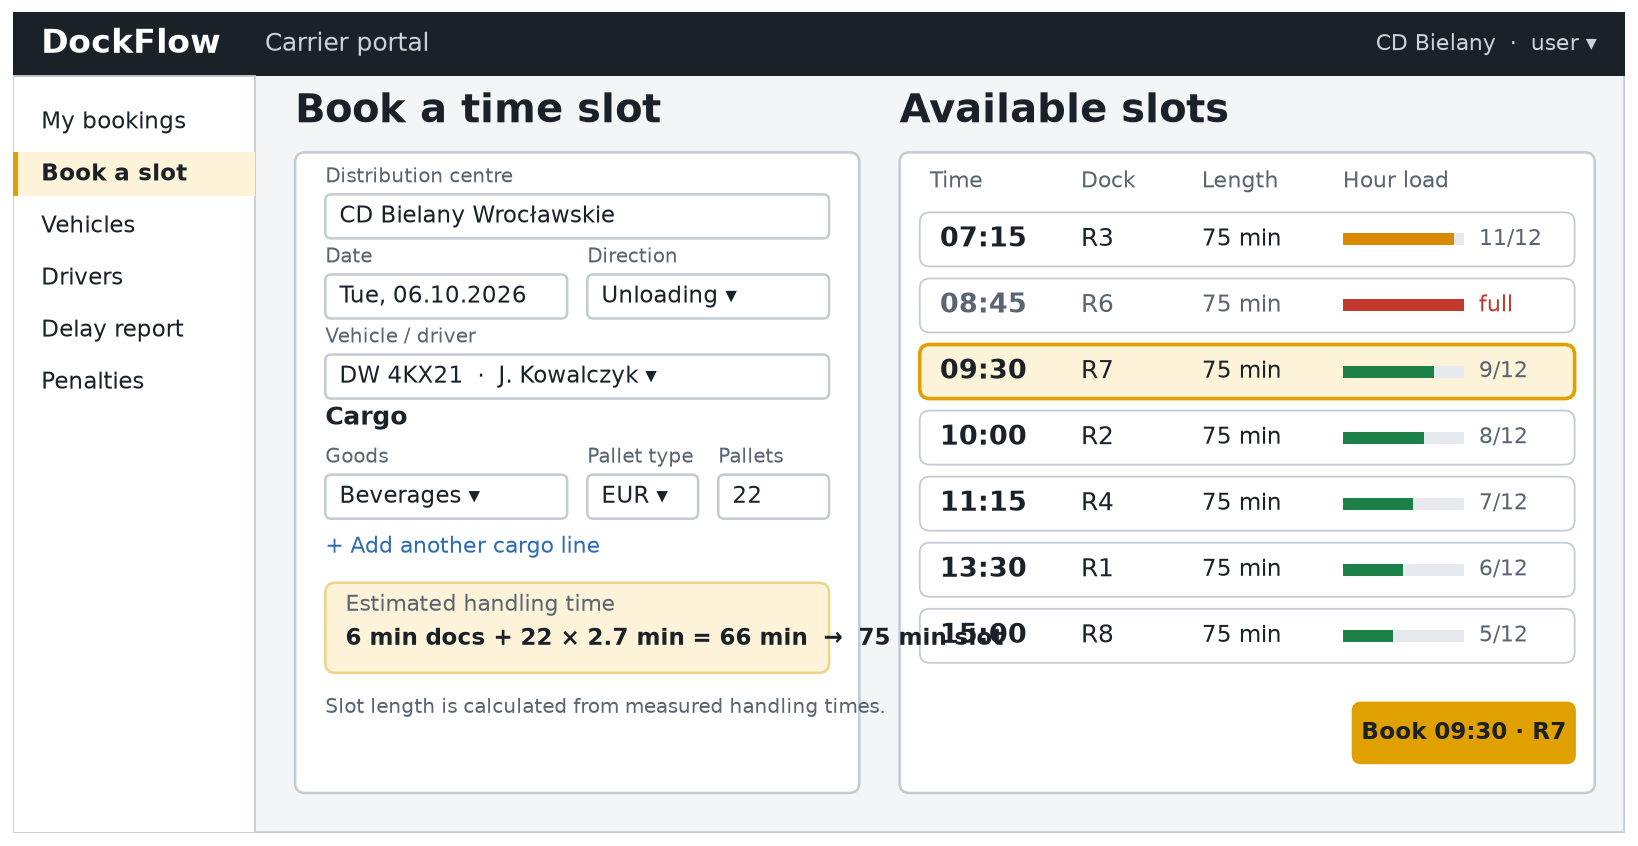 DockFlow Carrier portal CD Bielany · user ▾
My bookings
Book a slot
Vehicles
Drivers
Delay report
Penalties
Book a time slot
Distribution centre
CD Bielany Wrocławskie
Date Direction
Tue, 06.10.2026 Unloading ▾
Vehicle / driver
DW 4KX21 · J. Kowalczyk ▾
Cargo
Goods Pallet type Pallets
Beverages ▾ EUR ▾ 22
+ Add another cargo line
Estimated handling time
6 min docs + 22 × 2.7 min = 66 min → 75 min slot
Slot length is calculated from measured handling times.
Available slots
Time Dock Length Hour load
07:15 R3 75 min 11/12
08:45 R6 75 min full
09:30 R7 75 min 9/12
10:00 R2 75 min 8/12
11:15 R4 75 min 7/12
13:30 R1 75 min 6/12
15:00 R8 75 min 5/12
Book 09:30 · R7